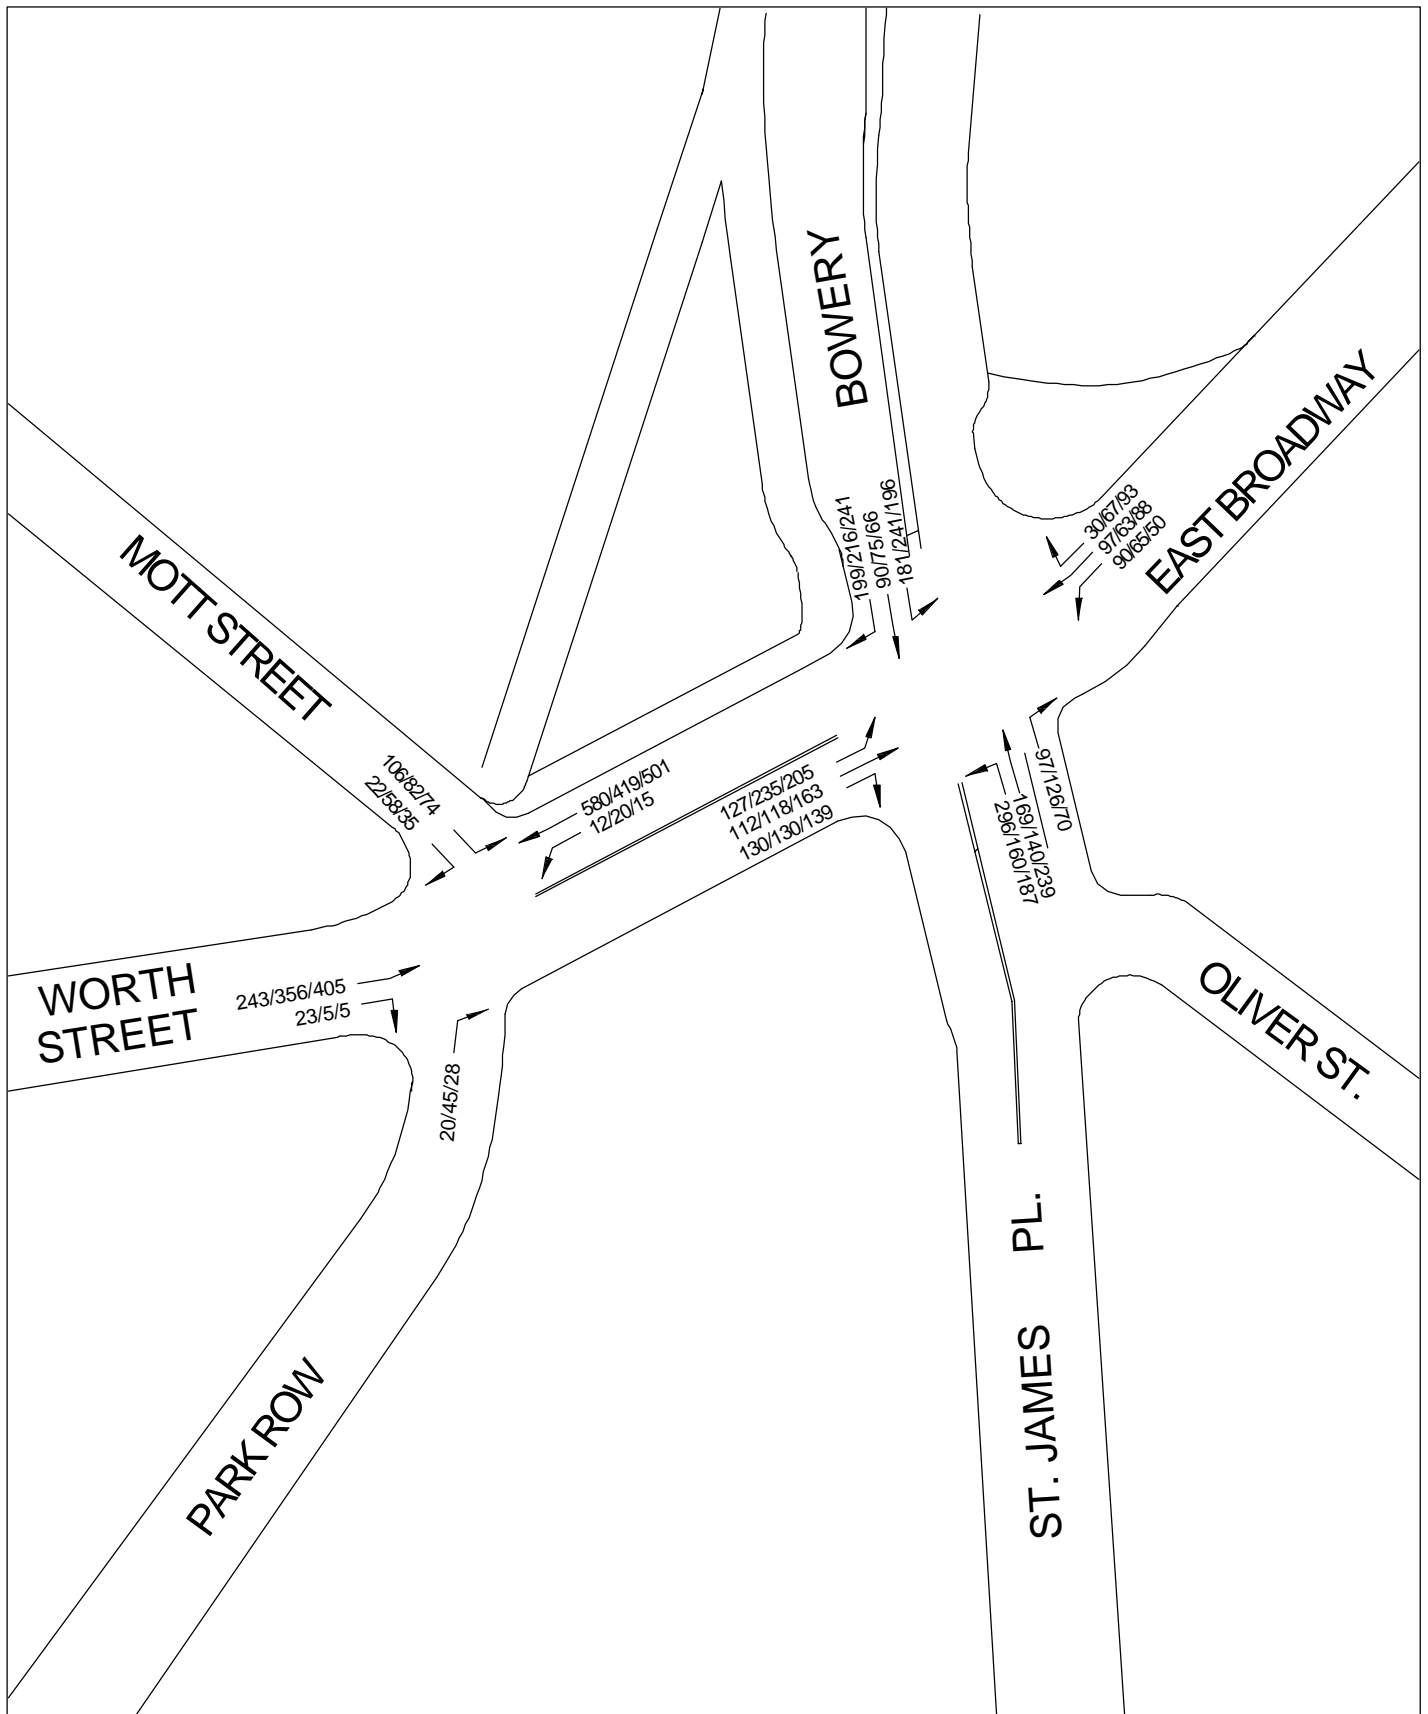 BOWERY
EAST BROADWAY
199/216/241
90/75/66
181/241/196
30/67/93
97/63/88
90/65/50
MOTT STREET
106/82/74
22/58/35
580/419/501
12/20/15
127/235/205
112/118/163
130/130/139
97/126/70
169/140/239
296/160/187
WORTH
STREET
243/356/405
23/5/5
20/45/28
OLIVER ST.
PARK ROW
ST. JAMES PL.